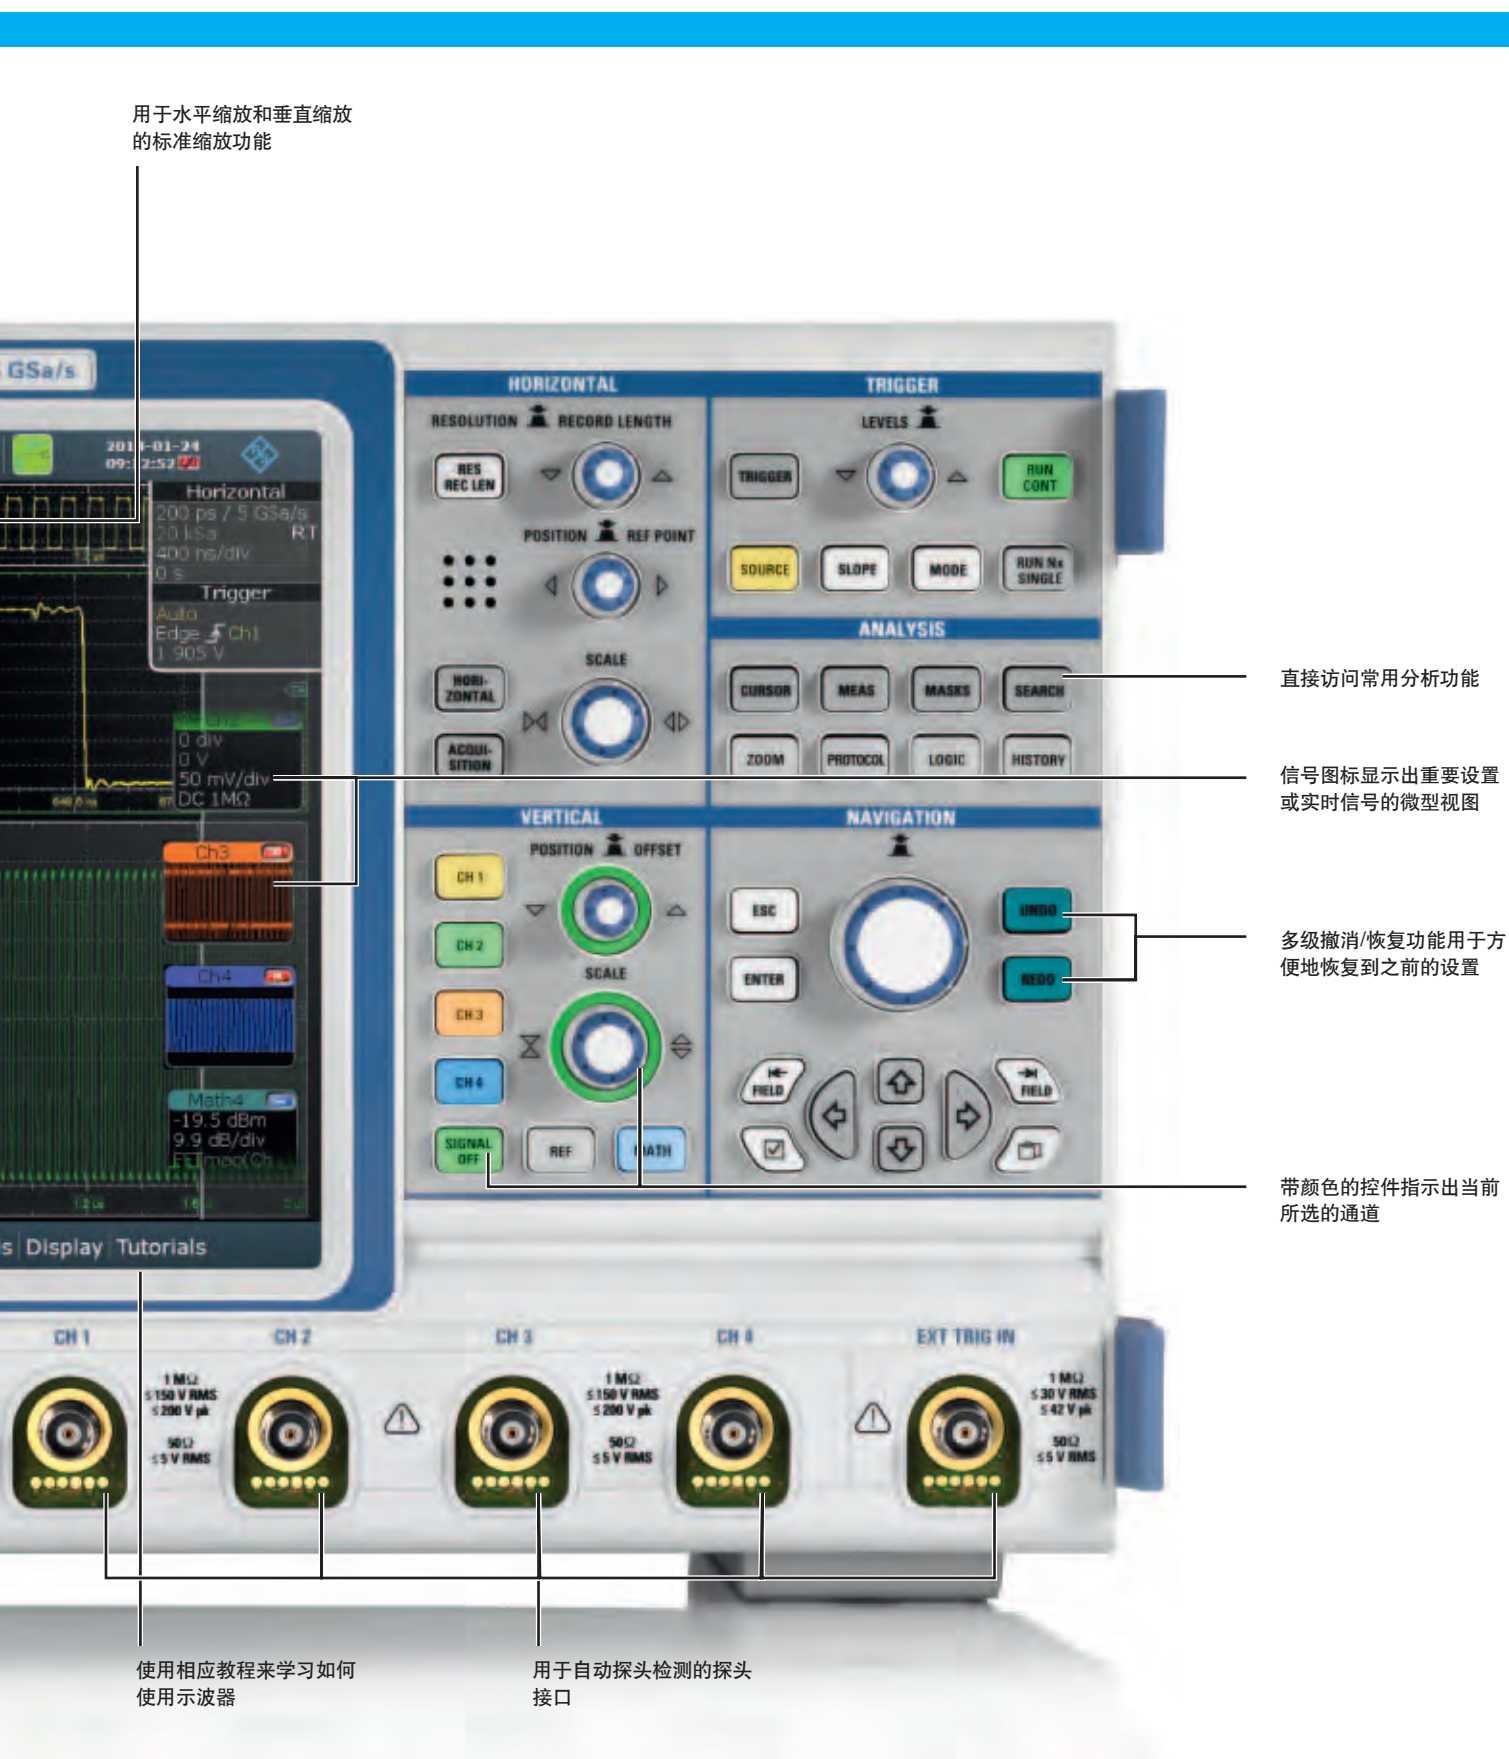 用于水平缩放和垂直缩放
的标准缩放功能
GSa/s
HORIZONTAL
TRIGGER
RESOLUTION
RECORD LENGTH
LEVELS
RES
REC LEN
TRIGGER
RUN
CONT
POSITION
REF POINT
SOURCE
SLOPE
MODE
RUN Nx
SINGLE
SCALE
HORI-
ZONTAL
ACQUI-
SITION
ANALYSIS
CURSOR
MEAS
MASKS
SEARCH
ZOOM
PROTOCOL
LOGIC
HISTORY
直接访问常用分析功能
信号图标显示出重要设置
或实时信号的微型视图
VERTICAL
NAVIGATION
POSITION
OFFSET
CH 1
CH 2
SCALE
CH 3
CH 4
SIGNAL
OFF
REF
MATH
ESC
UNDO
ENTER
REDO
FIELD
FIELD
多级撤消/恢复功能用于方
便地恢复到之前的设置
带颜色的控件指示出当前
所选的通道
Horizontal
200 ps / 5 GSa/s
20 kSa
RT
400 ns/div
0 s
Trigger
Auto
Edge
Ch1
1.905 V
0 div
0 V
50 mV/div
DC 1MΩ
Ch3
Ch4
Math4
-19.5 dBm
9.9 dB/div
Display
Tutorials
CH 1
CH 2
CH 3
CH 4
EXT TRIG IN
1 MΩ
≤150 V RMS
≤200 V pk
50Ω
≤5 V RMS
1 MΩ
≤150 V RMS
≤200 V pk
50Ω
≤5 V RMS
1 MΩ
≤30 V RMS
≤42 V pk
50Ω
≤5 V RMS
使用相应教程来学习如何
使用示波器
用于自动探头检测的探头
接口